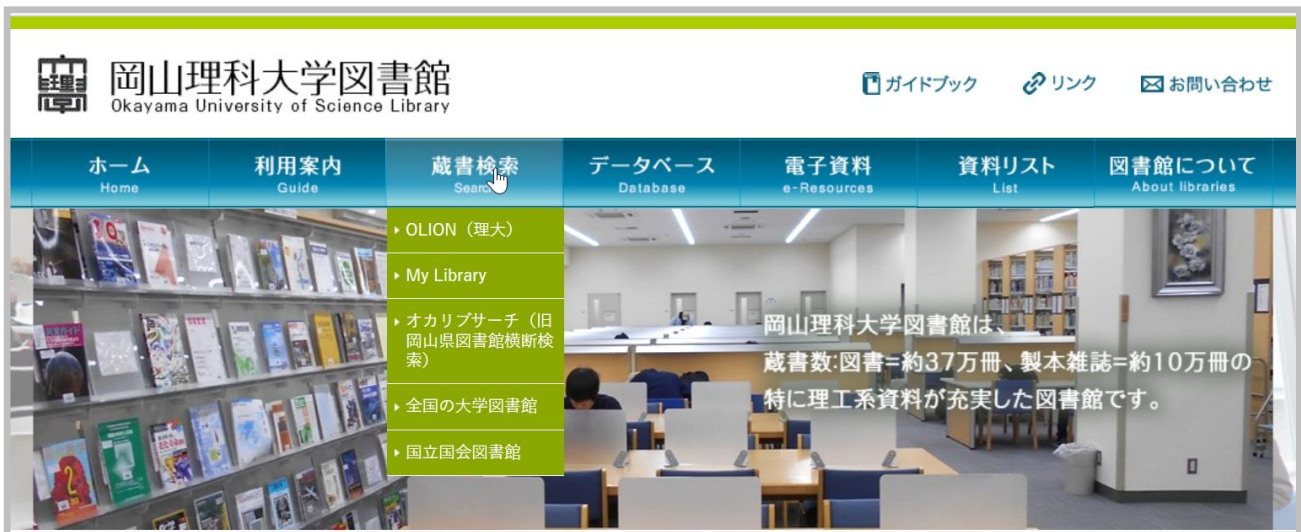 岡山理科大学図書館
Okayama University of Science Library
ガイドブック
リンク
お問い合わせ
ホーム
Home
利用案内
Guide
蔵書検索
データベース
Database
電子資料
e-Resources
資料リスト
List
図書館について
About libraries
OLION（理大）
My Library
オカリブサーチ（旧
岡山県図書館横断検
索）
全国の大学図書館
国立国会図書館
岡山理科大学図書館は、
蔵書数:図書=約37万冊、製本雑誌=約10万冊の
特に理工系資料が充実した図書館です。